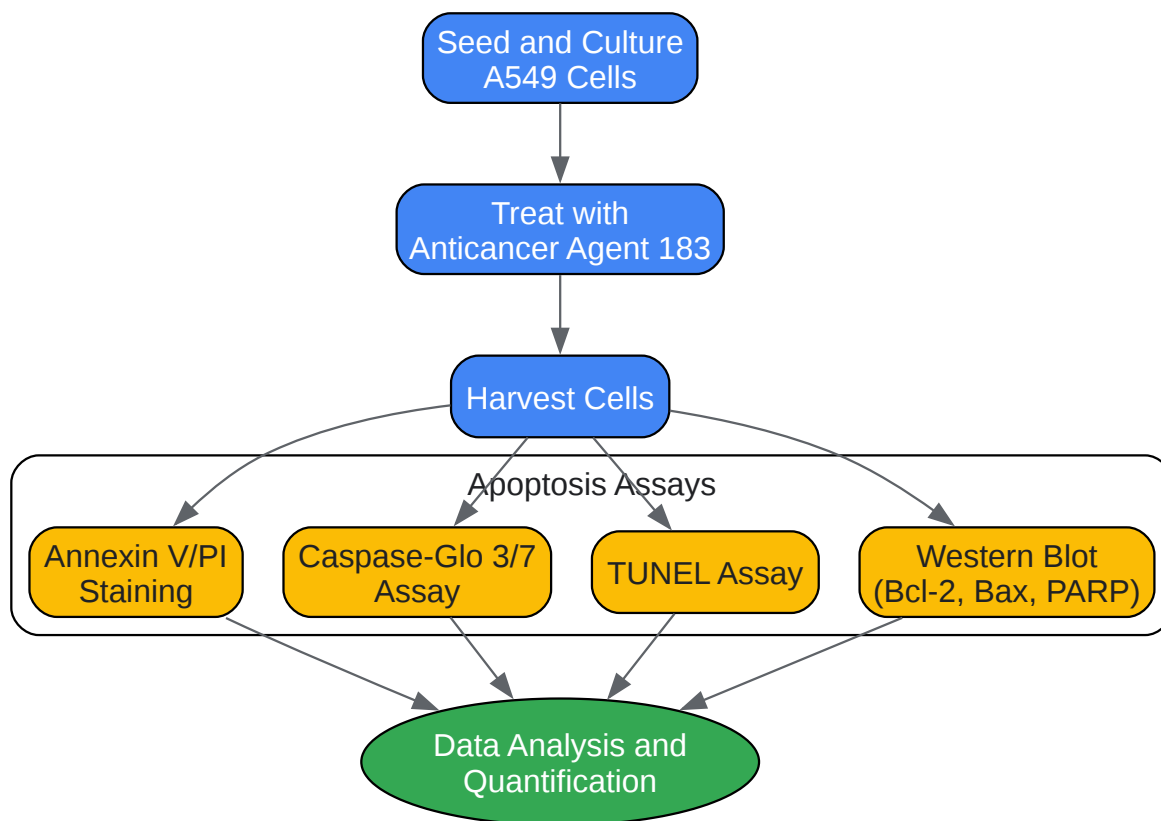 Seed and Culture
A549 Cells
Treat with
Anticancer Agent 183
Harvest Cells
Apoptosis Assays
Annexin V/PI
Staining
Caspase-Glo 3/7
Assay
TUNEL Assay
Western Blot
(Bcl-2, Bax, PARP)
Data Analysis and
Quantification